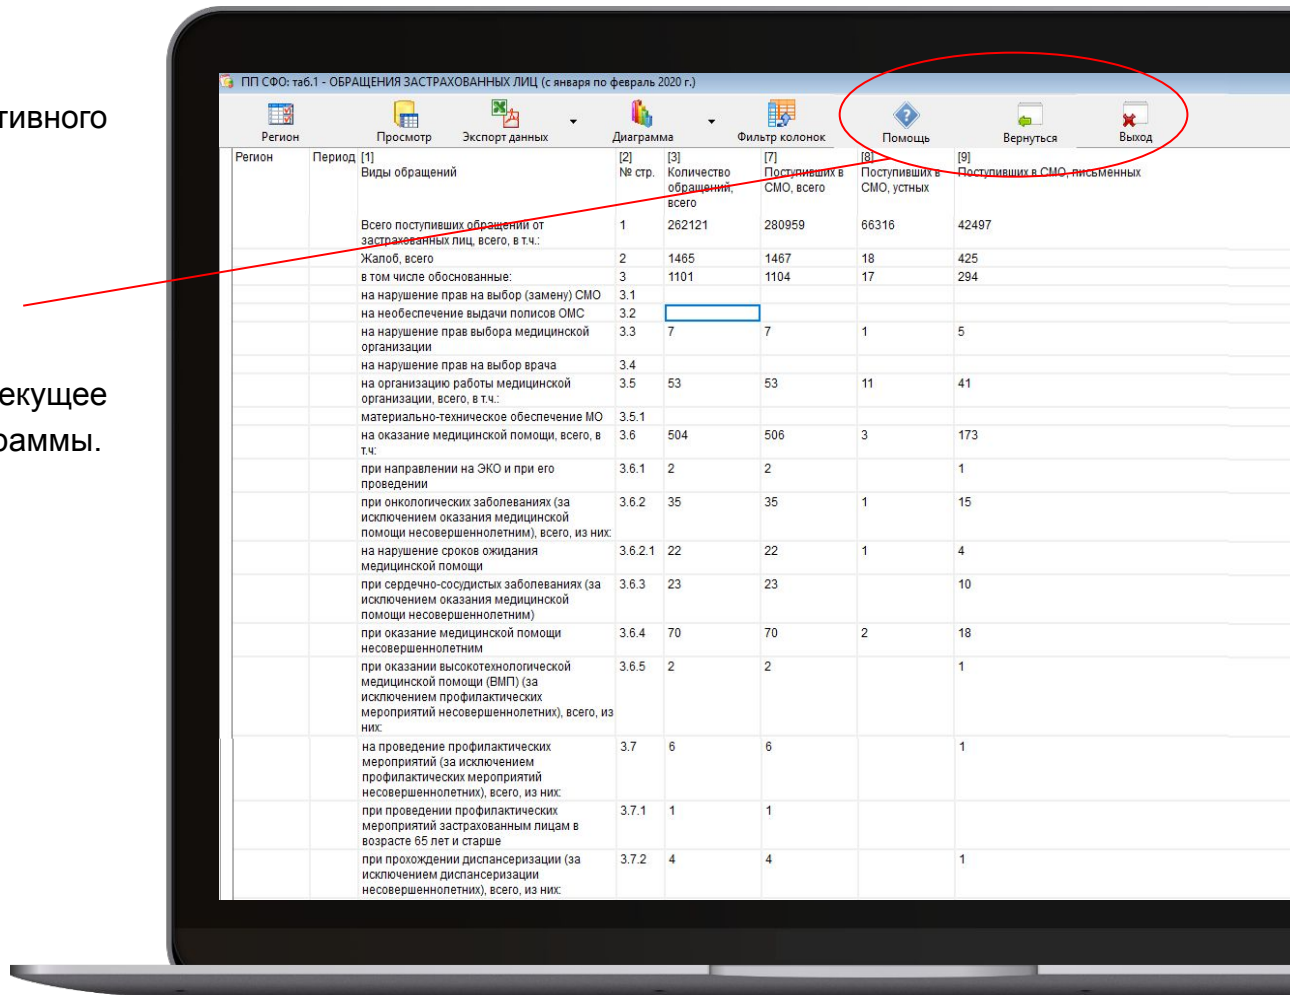 тивного
екущее
раммы.
ПП СФО: таб.1 - ОБРАЩЕНИЯ ЗАСТРАХОВАННЫХ ЛИЦ (с января по февраль 2020 г.)
Регион Просмотр Экспорт данных Диаграмма Фильтр колонок Помощь Вернуться Выход
Регион Период [1] [2] [3] [7] [8] [9]
Виды обращений № стр. Количество Поступивших в Поступивших в Поступивших в СМО, письменных
обращений, СМО, всего СМО, устных
всего
Всего поступивших обращений от 1 262121 280959 66316 42497
застрахованных лиц, всего, в т.ч.:
Жалоб, всего 2 1465 1467 18 425
в том числе обоснованные: 3 1101 1104 17 294
на нарушение прав на выбор (замену) СМО 3.1
на необеспечение выдачи полисов ОМС 3.2
на нарушение прав выбора медицинской 3.3 7 7 1 5
организации
на нарушение прав на выбор врача 3.4
на организацию работы медицинской 3.5 53 53 11 41
организации, всего, в т.ч.:
материально-техническое обеспечение МО 3.5.1
на оказание медицинской помощи, всего, в 3.6 504 506 3 173
т.ч:
при направлении на ЭКО и при его 3.6.1 2 2 1
проведении
при онкологических заболеваниях (за 3.6.2 35 35 1 15
исключением оказания медицинской
помощи несовершеннолетним), всего, из них:
на нарушение сроков ожидания 3.6.2.1 22 22 1 4
медицинской помощи
при сердечно-сосудистых заболеваниях (за 3.6.3 23 23 10
исключением оказания медицинской
помощи несовершеннолетним)
при оказание медицинской помощи 3.6.4 70 70 2 18
несовершеннолетним
при оказании высокотехнологической 3.6.5 2 2 1
медицинской помощи (ВМП) (за
исключением профилактических
мероприятий несовершеннолетних), всего, из
них:
на проведение профилактических 3.7 6 6 1
мероприятий (за исключением
профилактических мероприятий
несовершеннолетних), всего, из них:
при проведении профилактических 3.7.1 1 1
мероприятий застрахованным лицам в
возрасте 65 лет и старше
при прохождении диспансеризации (за 3.7.2 4 4 1
исключением диспансеризации
несовершеннолетних), всего, из них: